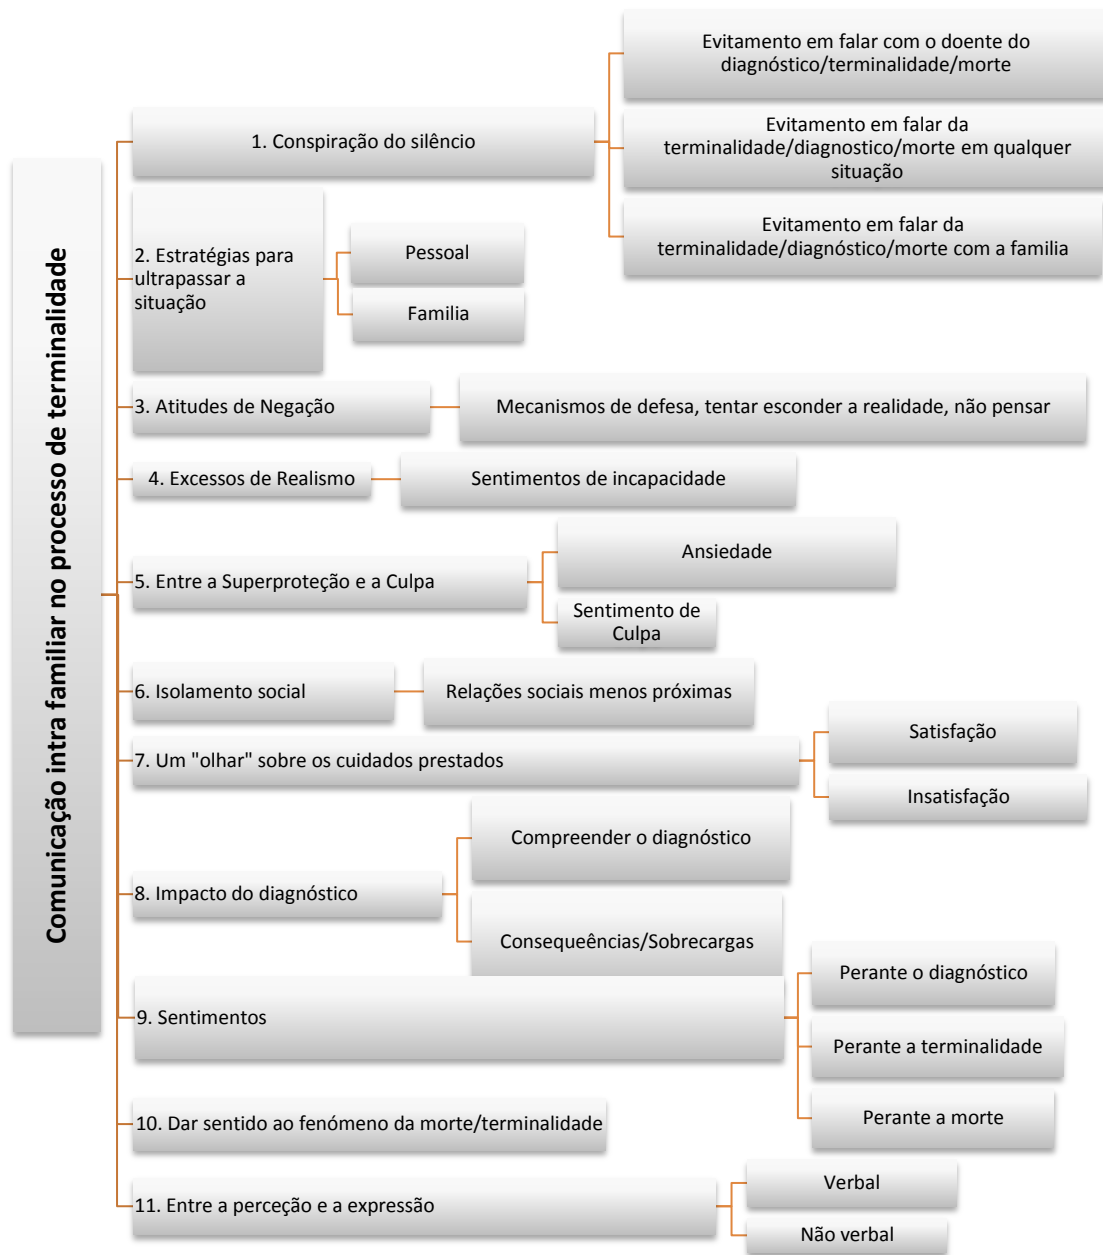 Comunicação intra familiar no processo de terminalidade
1. Conspiração do silêncio
Evitamento em falar com o doente do
diagnóstico/terminalidade/morte
Evitamento em falar da
terminalidade/diagnostico/morte em qualquer
situação
Evitamento em falar da
terminalidade/diagnóstico/morte com a familia
2. Estratégias para
ultrapassar a
situação
Pessoal
Familia
3. Atitudes de Negação
Mecanismos de defesa, tentar esconder a realidade, não pensar
4. Excessos de Realismo
Sentimentos de incapacidade
5. Entre a Superproteção e a Culpa
Ansiedade
Sentimento de
Culpa
6. Isolamento social
Relações sociais menos próximas
7. Um "olhar" sobre os cuidados prestados
Satisfação
Insatisfação
8. Impacto do diagnóstico
Compreender o diagnóstico
Consequeências/Sobrecargas
9. Sentimentos
Perante o diagnóstico
Perante a terminalidade
Perante a morte
10. Dar sentido ao fenómeno da morte/terminalidade
11. Entre a perceção e a expressão
Verbal
Não verbal